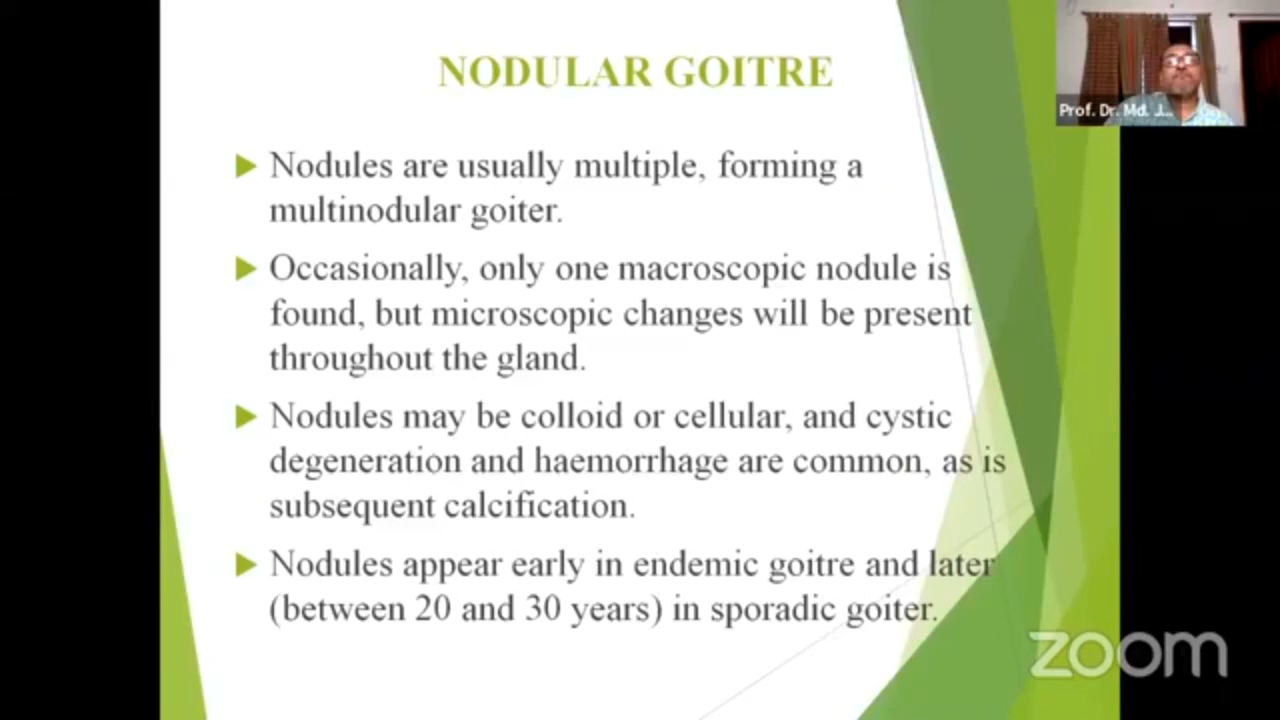 NODULAR GOITRE
Prof. Dr. Md. J...
Nodules are usually multiple, forming a
multinodular goiter.
Occasionally, only one macroscopic nodule is
found, but microscopic changes will be present
throughout the gland.
Nodules may be colloid or cellular, and cystic
degeneration and haemorrhage are common, as is
subsequent calcification.
Nodules appear early in endemic goitre and later
(between 20 and 30 years) in sporadic goiter.
zoom